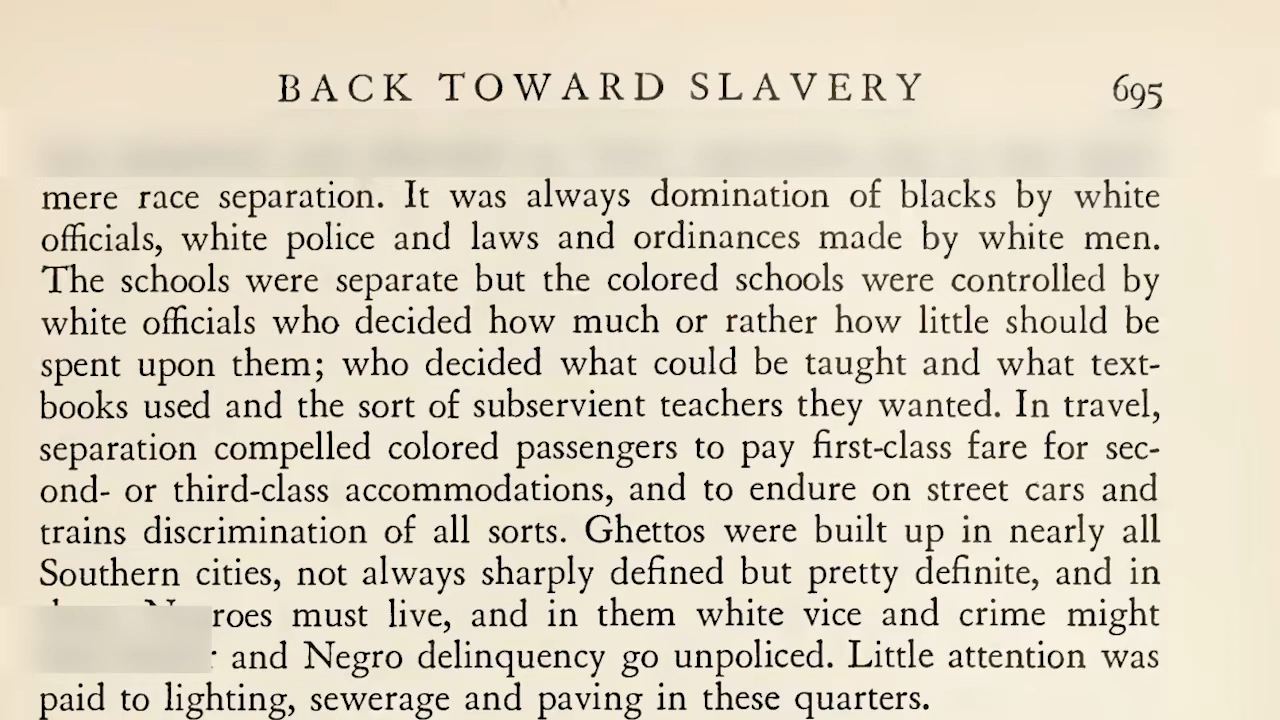 BACK TOWARD SLAVERY 695
mere race separation. It was always domination of blacks by white
officials, white police and laws and ordinances made by white men.
The schools were separate but the colored schools were controlled by
white officials who decided how much or rather how little should be
spent upon them; who decided what could be taught and what text-
books used and the sort of subservient teachers they wanted. In travel,
separation compelled colored passengers to pay first-class fare for sec-
ond- or third-class accommodations, and to endure on street cars and
trains discrimination of all sorts. Ghettos were built up in nearly all
Southern cities, not always sharply defined but pretty definite, and in
must live, and in them white vice and crime might
and Negro delinquency go unpoliced. Little attention was
paid to lighting, sewerage and paving in these quarters.